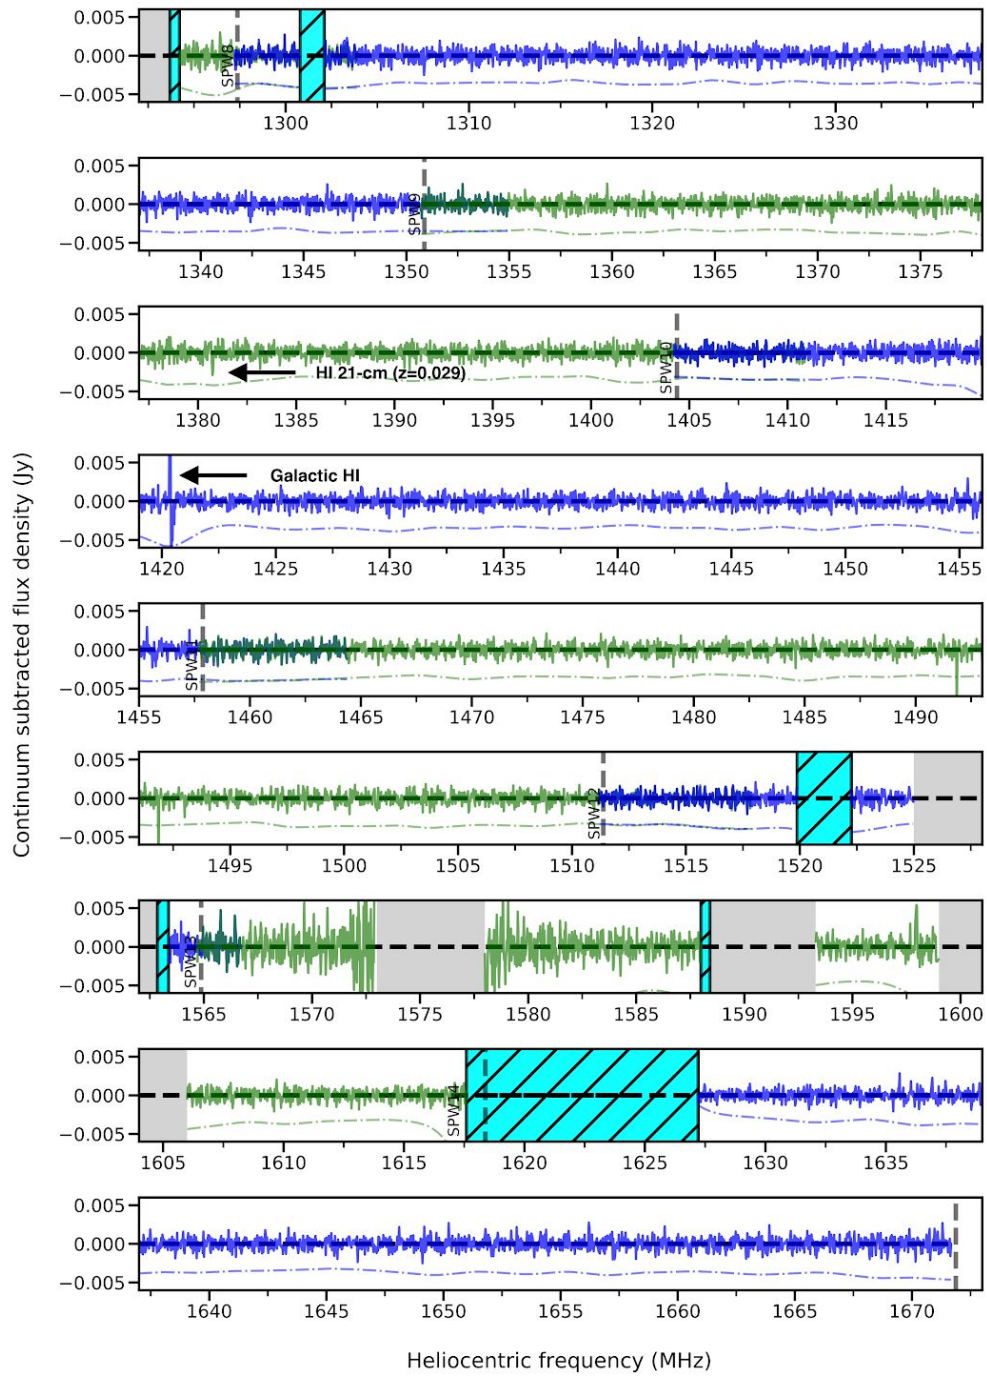 0.005
0.000
−0.005
SPW8
1300 1310 1320 1330
0.005
0.000
−0.005
SPW9
1340 1345 1350 1355 1360 1365 1370 1375
0.005
0.000
−0.005
HI 21-cm (z=0.029)
SPW10
1380 1385 1390 1395 1400 1405 1410 1415
0.005
0.000
−0.005
Galactic HI
1420 1425 1430 1435 1440 1445 1450 1455
Continuum subtracted flux density (Jy)
0.005
0.000
−0.005
1455 1460 1465 1470 1475 1480 1485 1490
0.005
0.000
−0.005
SPW12
1495 1500 1505 1510 1515 1520 1525
0.005
0.000
−0.005
SPW13
1565 1570 1575 1580 1585 1590 1595 1600
0.005
0.000
−0.005
SPW14
1605 1610 1615 1620 1625 1630 1635
0.005
0.000
−0.005
1640 1645 1650 1655 1660 1665 1670
Heliocentric frequency (MHz)